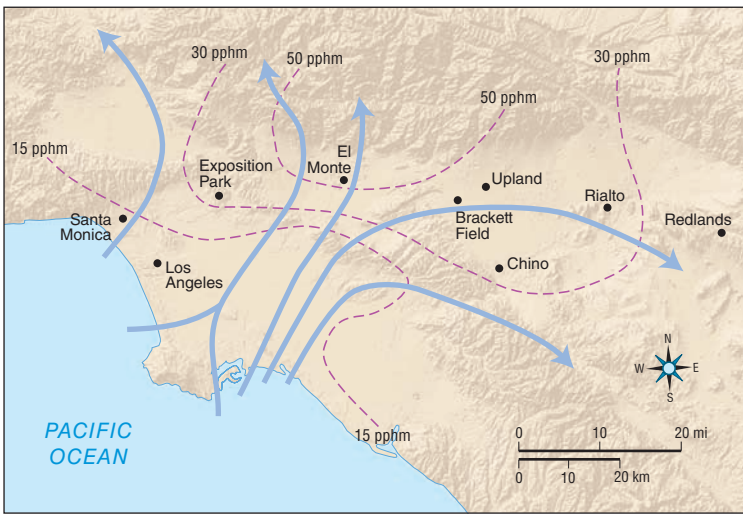 30 pphm
50 pphm
30 pphm
50 pphm
15 pphm
El
Monte
Exposition
Park
Upland
Rialto
Brackett
Field
Redlands
Santa
Monica
Los
Angeles
Chino
N
W
E
S
PACIFIC
OCEAN
15 pphm
0
10
20 mi
0
10
20 km